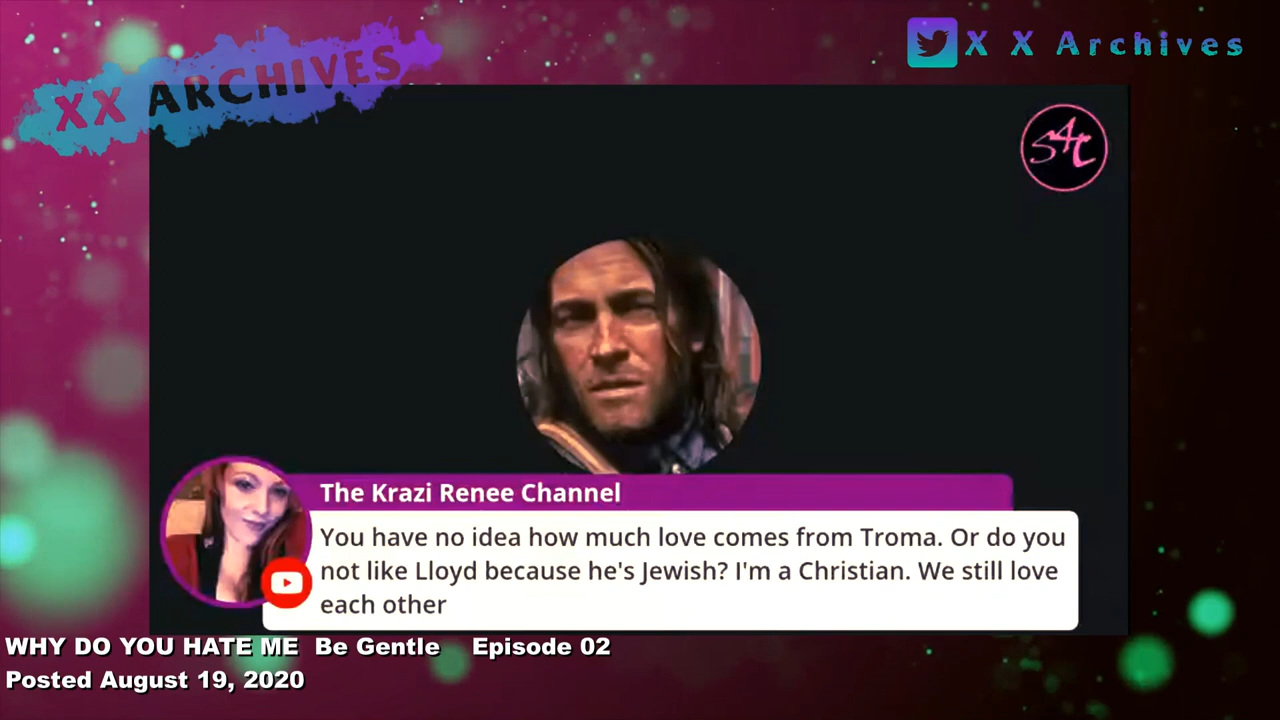 XX ARCHIVES
X X Archives
S4C
The Krazi Renee Channel
You have no idea how much love comes from Troma. Or do you
not like Lloyd because he's Jewish? I'm a Christian. We still love
each other
WHY DO YOU HATE ME Be Gentle Episode 02
Posted August 19, 2020